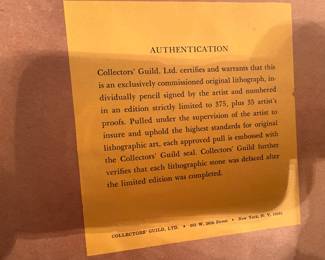 AUTHENTICATION
Collectors' Guild, Ltd. certifies and warrants that this
is an exclusively commissioned original lithograph, in-
dividually pencil signed by the artist and numbered
in an edition strictly limited to 375, plus 35 artist's
proofs. Pulled under the supervision of the artist to
insure and uphold the highest standards for original
lithographic art, each approved pull is embossed with
the Collectors' Guild seal. Collectors' Guild further
verifies that each lithographic stone was defaced after
the limited edition was completed.
COLLECTORS' GUILD, LTD. • W. • New York, N. Y.